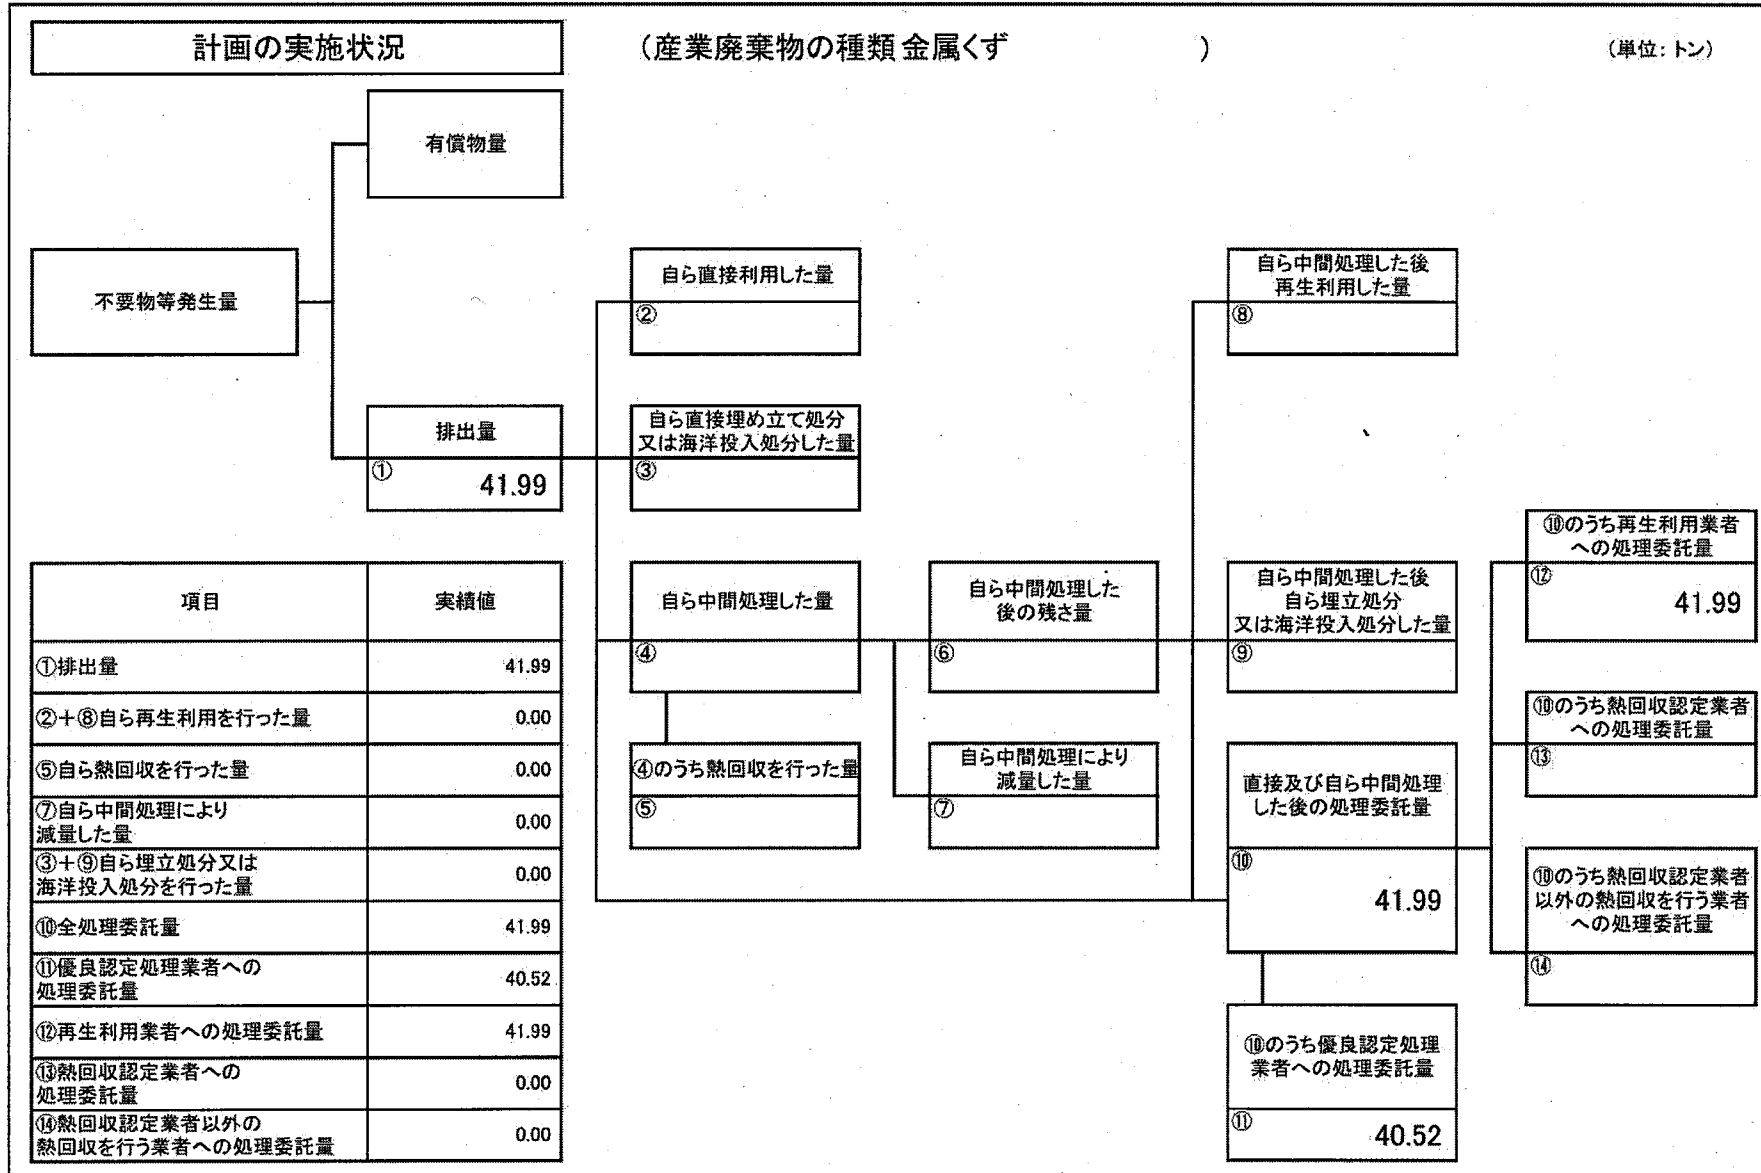 計画の実施状況
(産業廃棄物の種類 金属くず )
(単位:トン)
有償物量
不要物等発生量
排出量
① 41.99
自ら直接利用した量
②
自ら直接埋め立て処分
又は海洋投入処分した量
③
自ら中間処理した量
④
④のうち熱回収を行った量
⑤
自ら中間処理した
後の残さ量
⑥
自ら中間処理により
減量した量
⑦
自ら中間処理した後
再生利用した量
⑧
自ら中間処理した後
自ら埋立処分
又は海洋投入処分した量
⑨
直接及び自ら中間処理
した後の処理委託量
⑩
41.99
⑩のうち優良認定処理
業者への処理委託量
⑪
40.52
⑩のうち再生利用業者
への処理委託量
⑫
41.99
⑩のうち熱回収認定業者
への処理委託量
⑬
⑩のうち熱回収認定業者
以外の熱回収を行う業者
への処理委託量
⑭
項目 実績値
①排出量 41.99
②+⑧自ら再生利用を行った量 0.00
⑤自ら熱回収を行った量 0.00
⑦自ら中間処理により
減量した量 0.00
③+⑨自ら埋立処分又は
海洋投入処分を行った量 0.00
⑩全処理委託量 41.99
⑪優良認定処理業者への
処理委託量 40.52
⑫再生利用業者への処理委託量 41.99
⑬熱回収認定業者への
処理委託量 0.00
⑭熱回収認定業者以外の
熱回収を行う業者への処理委託量 0.00